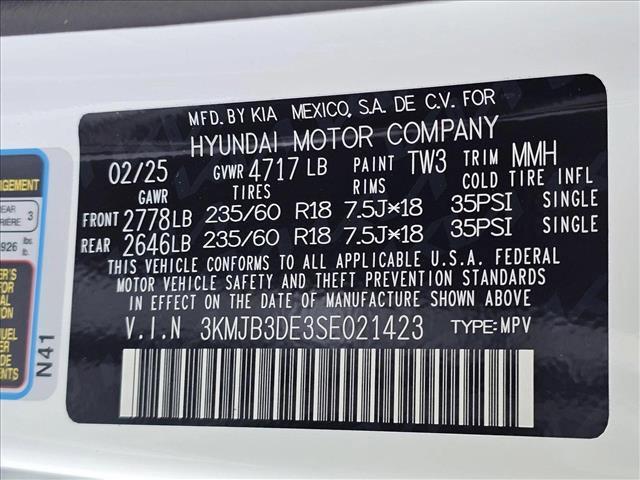 MFD. BY KIA MEXICO, S.A. DE C.V. FOR
HYUNDAI MOTOR COMPANY
02/25 GVWR 4717 LB PAINT TW3 TRIM MMH
GAWR TIRES RIMS COLD TIRE INFL
FRONT 2778LB 235/60 R18 7.5J×18 35PSI SINGLE
REAR 2646LB 235/60 R18 7.5J×18 35PSI SINGLE
THIS VEHICLE CONFORMS TO ALL APPLICABLE U.S.A. FEDERAL
MOTOR VEHICLE SAFETY AND THEFT PREVENTION STANDARDS
IN EFFECT ON THE DATE OF MANUFACTURE SHOWN ABOVE.
V.I.N 3KMJB3DE3SE021423 TYPE:MPV
3
lbs
N41